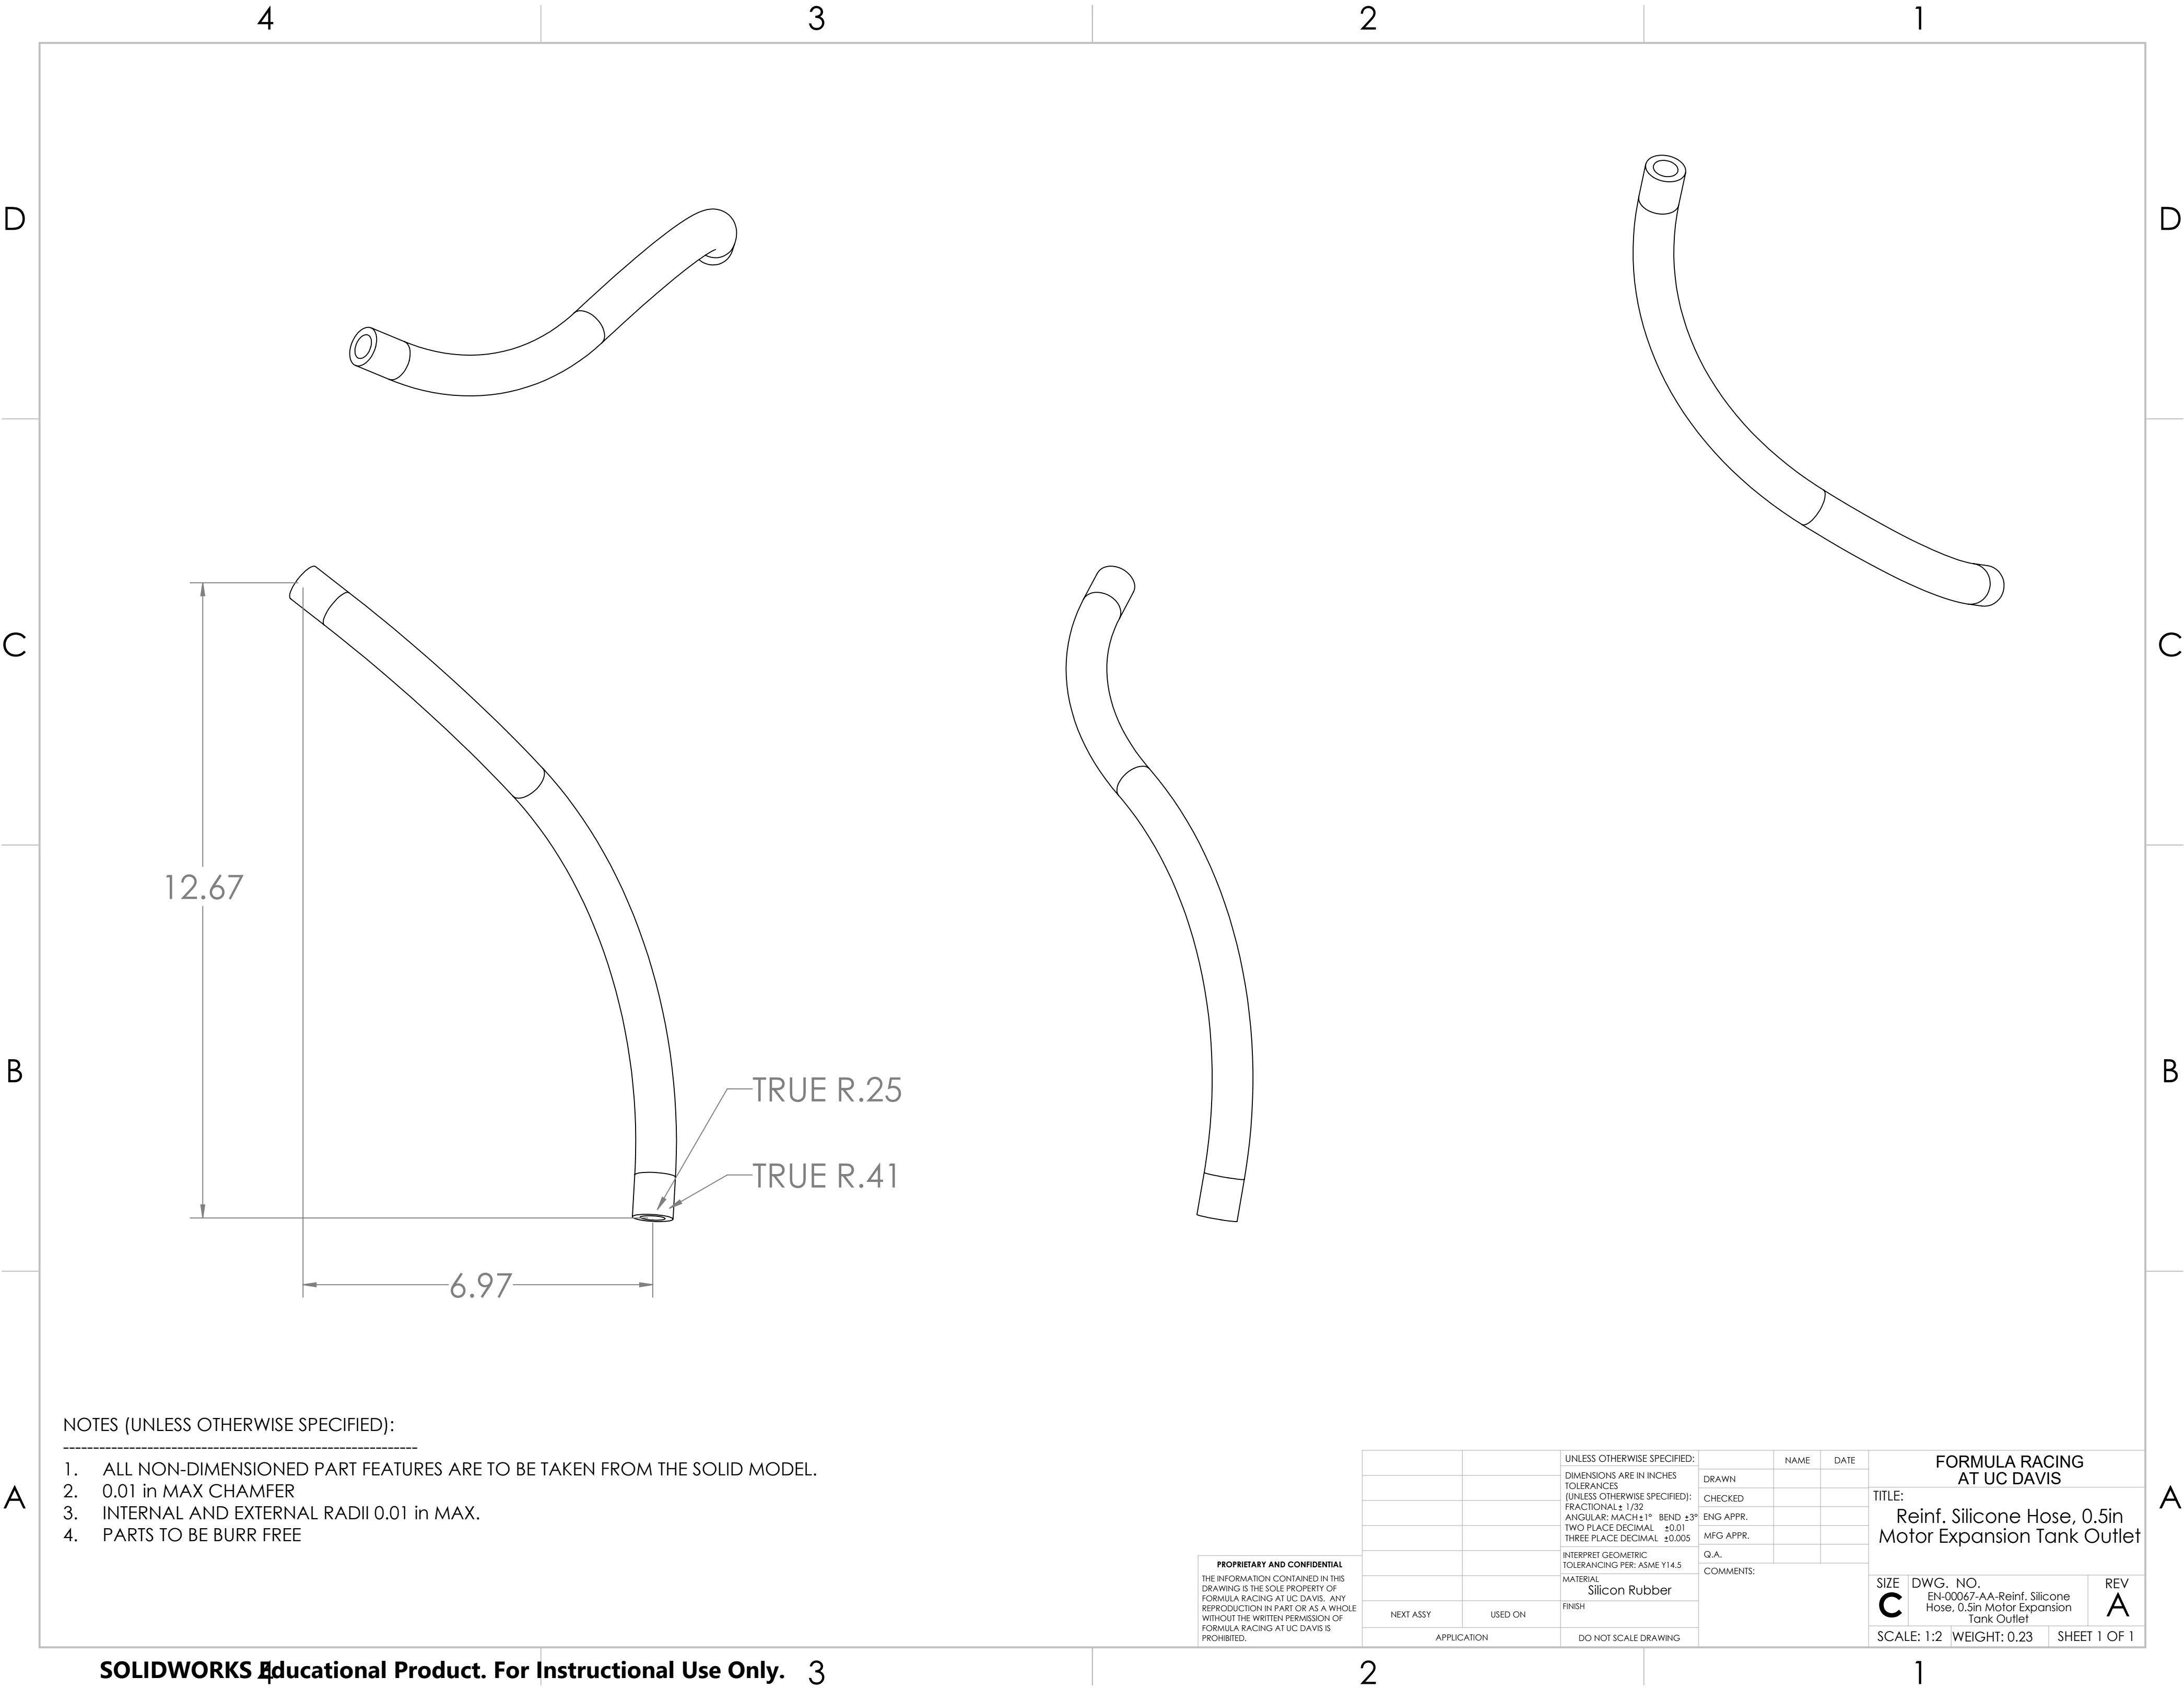 4 3 2 1
D D
C C
12.67
B B
TRUE R.25
TRUE R.41
6.97
NOTES (UNLESS OTHERWISE SPECIFIED):
-----------------------------------------------------------
1. ALL NON-DIMENSIONED PART FEATURES ARE TO BE TAKEN FROM THE SOLID MODEL.
2. 0.01 in MAX CHAMFER
3. INTERNAL AND EXTERNAL RADII 0.01 in MAX.
4. PARTS TO BE BURR FREE
A A
PROPRIETARY AND CONFIDENTIAL
THE INFORMATION CONTAINED IN THIS
DRAWING IS THE SOLE PROPERTY OF
FORMULA RACING AT UC DAVIS. ANY
REPRODUCTION IN PART OR AS A WHOLE
WITHOUT THE WRITTEN PERMISSION OF
FORMULA RACING AT UC DAVIS IS
PROHIBITED.
NEXT ASSY USED ON
APPLICATION
UNLESS OTHERWISE SPECIFIED:
DIMENSIONS ARE IN INCHES
TOLERANCES
(UNLESS OTHERWISE SPECIFIED):
FRACTIONAL± 1/32
ANGULAR: MACH±1° BEND ±3°
TWO PLACE DECIMAL ±0.01
THREE PLACE DECIMAL ±0.005
INTERPRET GEOMETRIC
TOLERANCING PER: ASME Y14.5
MATERIAL
Silicon Rubber
FINISH
DO NOT SCALE DRAWING
NAME DATE
DRAWN
CHECKED
ENG APPR.
MFG APPR.
Q.A.
COMMENTS:
FORMULA RACING
AT UC DAVIS
TITLE:
Reinf. Silicone Hose, 0.5in
Motor Expansion Tank Outlet
SIZE DWG. NO. REV
C EN-00067-AA-Reinf. Silicone
Hose, 0.5in Motor Expansion
Tank Outlet
A
SCALE: 1:2 WEIGHT: 0.23 SHEET 1 OF 1
SOLIDWORKS Educational Product. For Instructional Use Only.
4 3 2 1